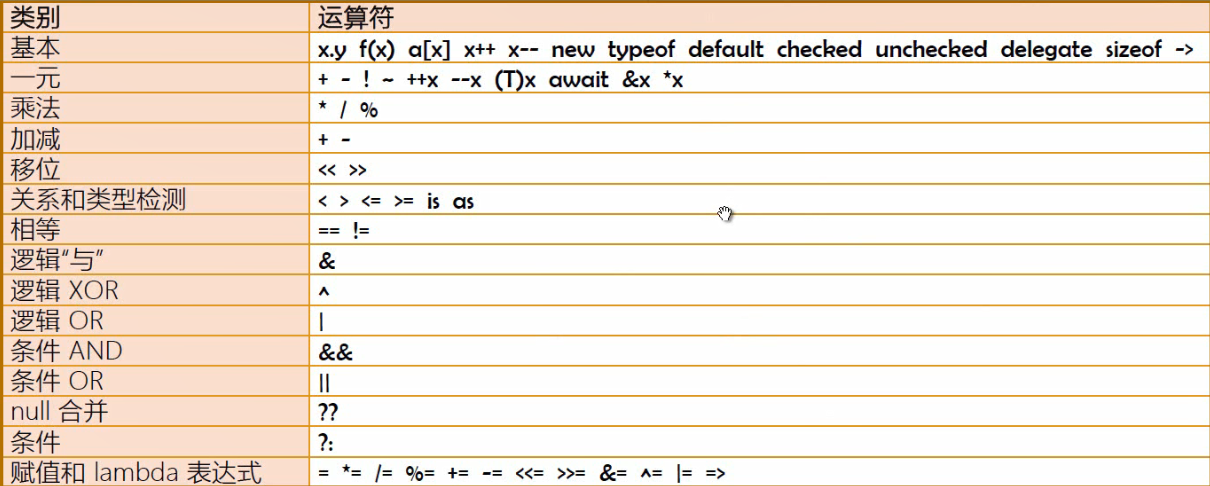 类别 运算符
基本 x.y f(x) a[x] x++ x-- new typeof default checked unchecked delegate sizeof ->
一元 + - ! ~ ++x --x (T)x await &x *x
乘法 * / %
加减 + -
移位 << >>
关系和类型检测 < > <= >= is as
相等 == !=
逻辑“与” &
逻辑 XOR ^
逻辑 OR |
条件 AND &&
条件 OR ||
null 合并 ??
条件 ?:
赋值和 lambda 表达式 = *= /= %= += -= <<= >>= &= ^= |= =>